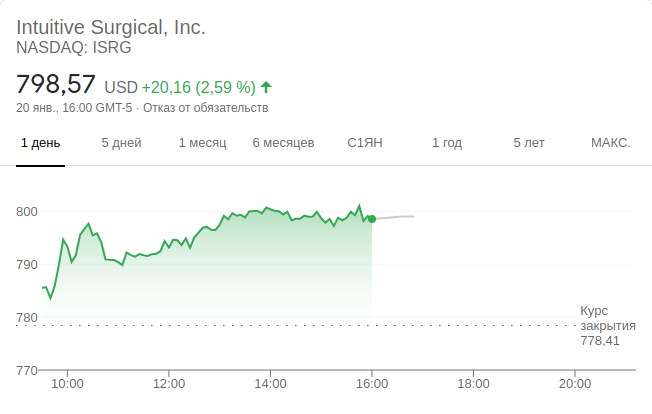 Intuitive Surgical, Inc.
NASDAQ: ISRG
798,57 USD +20,16 (2,59 %)
20 янв., 16:00 GMT-5 · Отказ от обязательств
1 день 5 дней 1 месяц 6 месяцев С1ЯН 1 год 5 лет МАКС.
800
790
780
Курс
закрытия
778,41
770
10:00 12:00 14:00 16:00 18:00 20:00